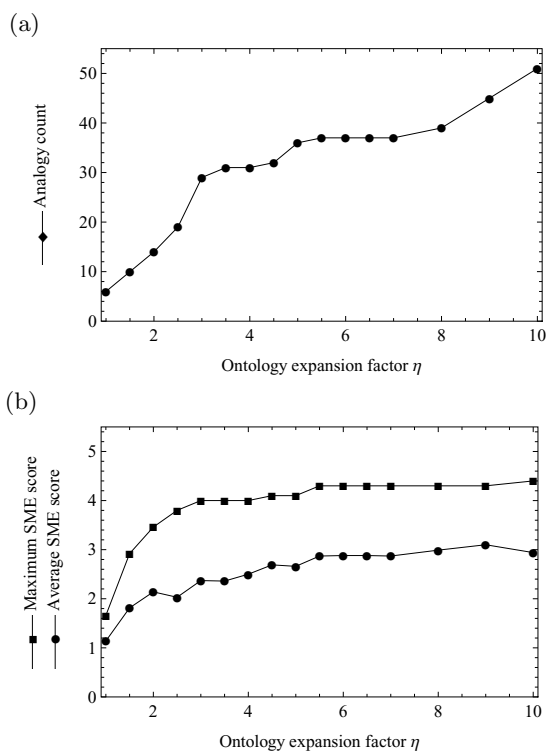 (a)
Analogy count
50
40
30
20
10
0
2 4 6 8 10
Ontology expansion factor η
(b)
Maximum SME score
Average SME score
5
4
3
2
1
0
2 4 6 8 10
Ontology expansion factor η